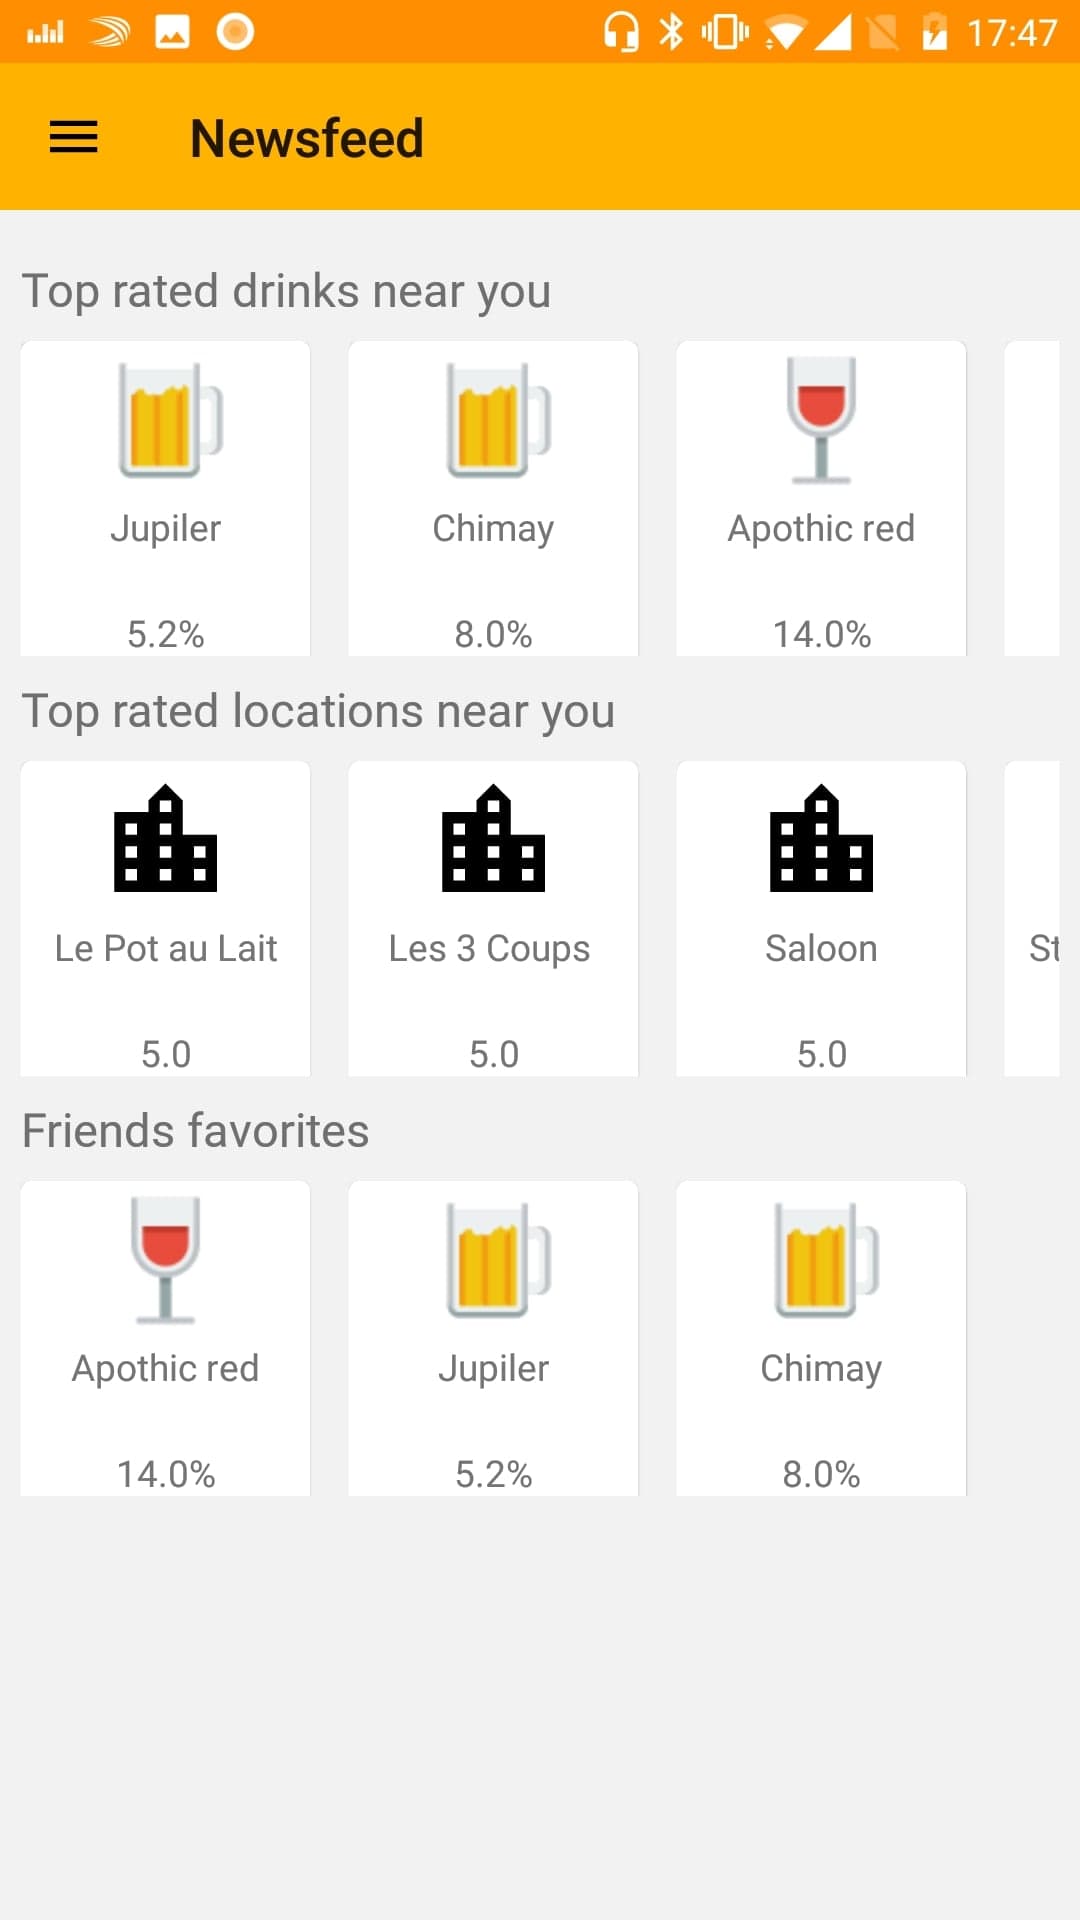 17:47
Newsfeed
Top rated drinks near you
Jupiler Chimay Apothic red
5.2% 8.0% 14.0%
Top rated locations near you
Le Pot au Lait Les 3 Coups Saloon St
5.0 5.0 5.0
Friends favorites
Apothic red Jupiler Chimay
14.0% 5.2% 8.0%